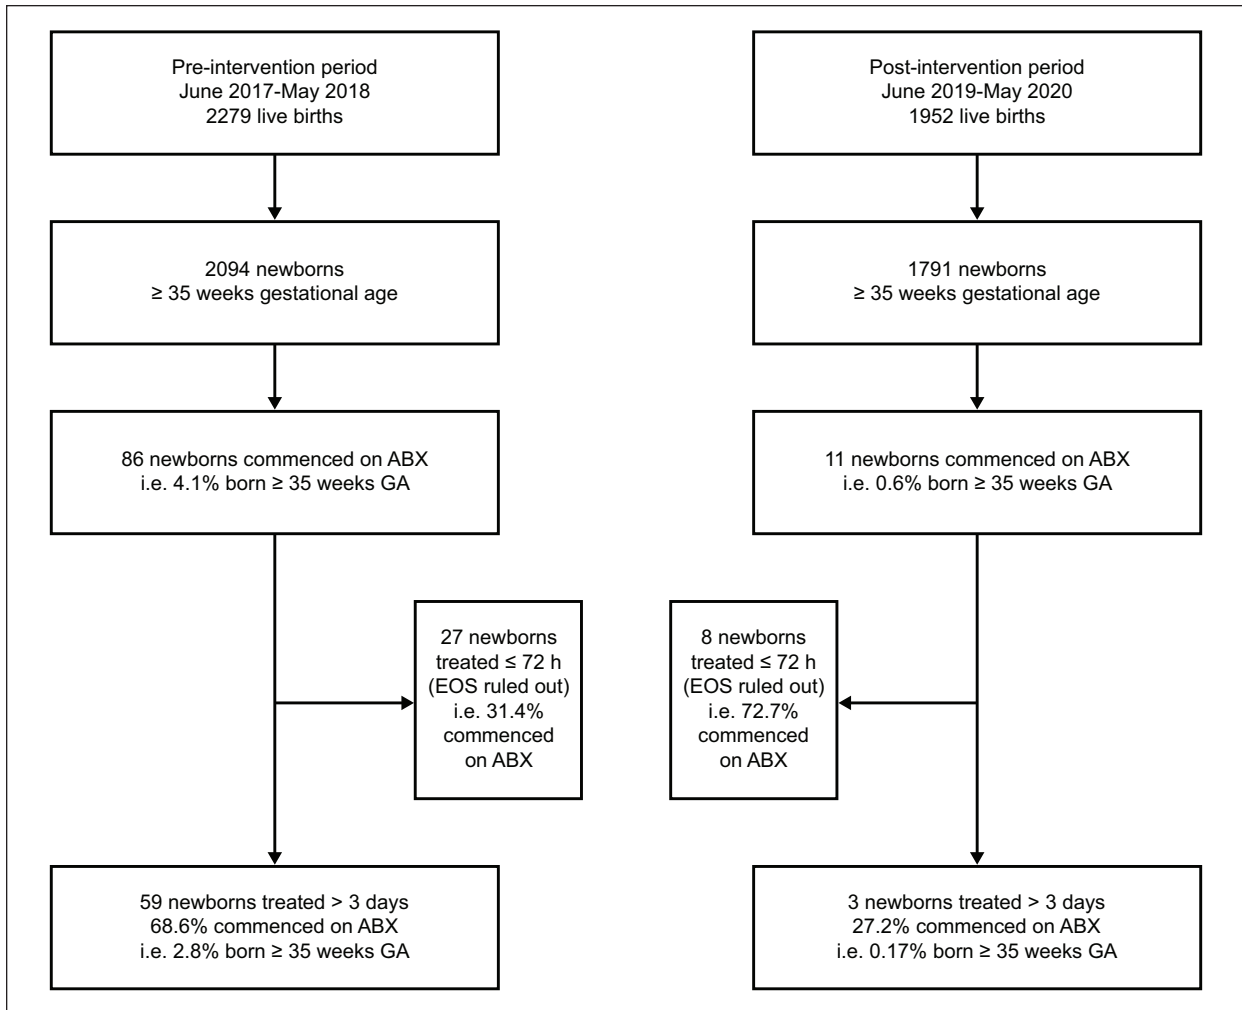 Pre-intervention period
June 2017-May 2018
2279 live births
2094 newborns
≥ 35 weeks gestational age
86 newborns commenced on ABX
i.e. 4.1% born ≥ 35 weeks GA
27 newborns
treated ≤ 72 h
(EOS ruled out)
i.e. 31.4%
commenced
on ABX
59 newborns treated > 3 days
68.6% commenced on ABX
i.e. 2.8% born ≥ 35 weeks GA
Post-intervention period
June 2019-May 2020
1952 live births
1791 newborns
≥ 35 weeks gestational age
11 newborns commenced on ABX
i.e. 0.6% born ≥ 35 weeks GA
8 newborns
treated ≤ 72 h
(EOS ruled out)
i.e. 72.7%
commenced
on ABX
3 newborns treated > 3 days
27.2% commenced on ABX
i.e. 0.17% born ≥ 35 weeks GA